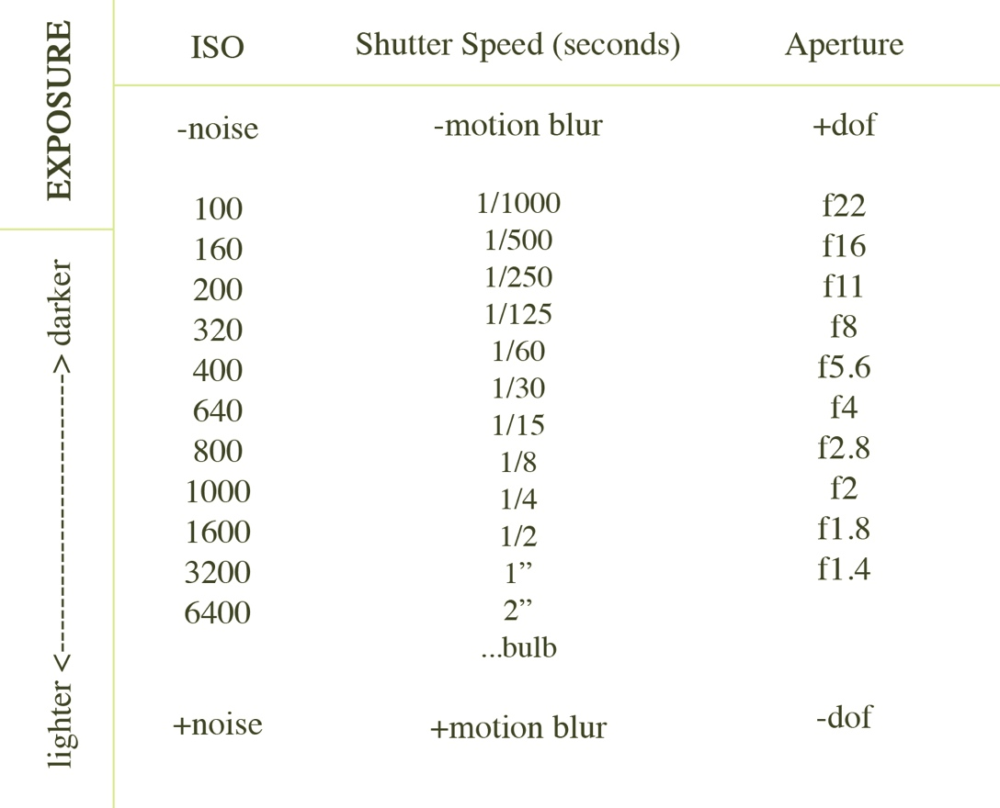 EXPOSURE
ISO Shutter Speed (seconds) Aperture
-noise -motion blur +dof
lighter <------------------------> darker
100
160
200
320
400
640
800
1000
1600
3200
6400
1/1000
1/500
1/250
1/125
1/60
1/30
1/15
1/8
1/4
1/2
1”
2”
...bulb
f22
f16
f11
f8
f5.6
f4
f2.8
f2
f1.8
f1.4
+noise +motion blur -dof